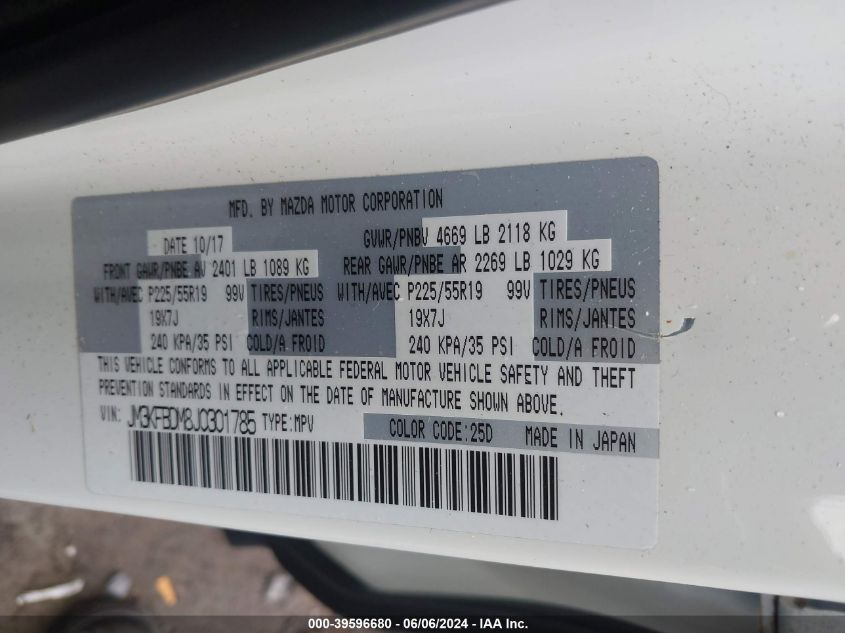 MFD. BY MAZDA MOTOR CORPORATION
DATE 10/17 GVWR/PNBV 4669 LB 2118 KG
FRONT GAWR/PNBE AV 2401 LB 1089 KG REAR GAWR/PNBE AR 2269 LB 1029 KG
WITH/AVEC P225/55R19 99V TIRES/PNEUS WITH/AVEC P225/55R19 99V TIRES/PNEUS
19X7J RIMS/JANTES 19X7J RIMS/JANTES
240 KPA/35 PSI COLD/A FROID 240 KPA/35 PSI COLD/A FROID
THIS VEHICLE CONFORMS TO ALL APPLICABLE FEDERAL MOTOR VEHICLE SAFETY AND THEFT
PREVENTION STANDARDS IN EFFECT ON THE DATE OF MANUFACTURE SHOWN ABOVE.
VIN: JM3KFBDM8J0301785 TYPE:MPV COLOR CODE:25D MADE IN JAPAN
000-39596680 - 06/06/2024 - IAA Inc.